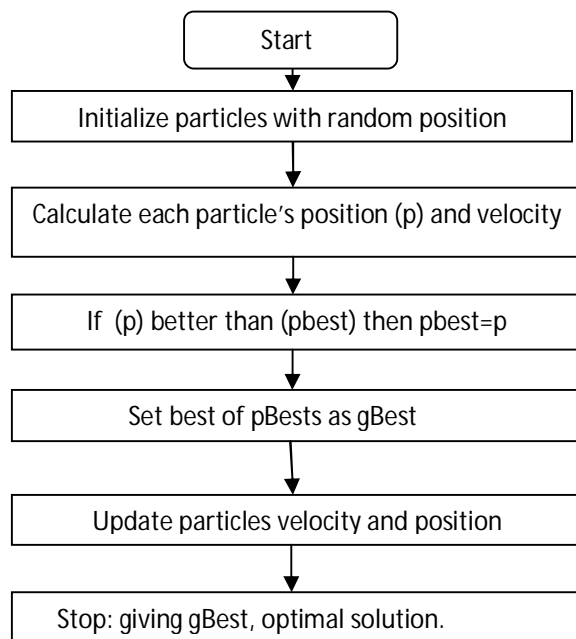 Start
Initialize particles with random position
Calculate each particle’s position (p) and velocity
If (p) better than (pbest) then pbest=p
Set best of pBests as gBest
Update particles velocity and position
Stop: giving gBest, optimal solution.